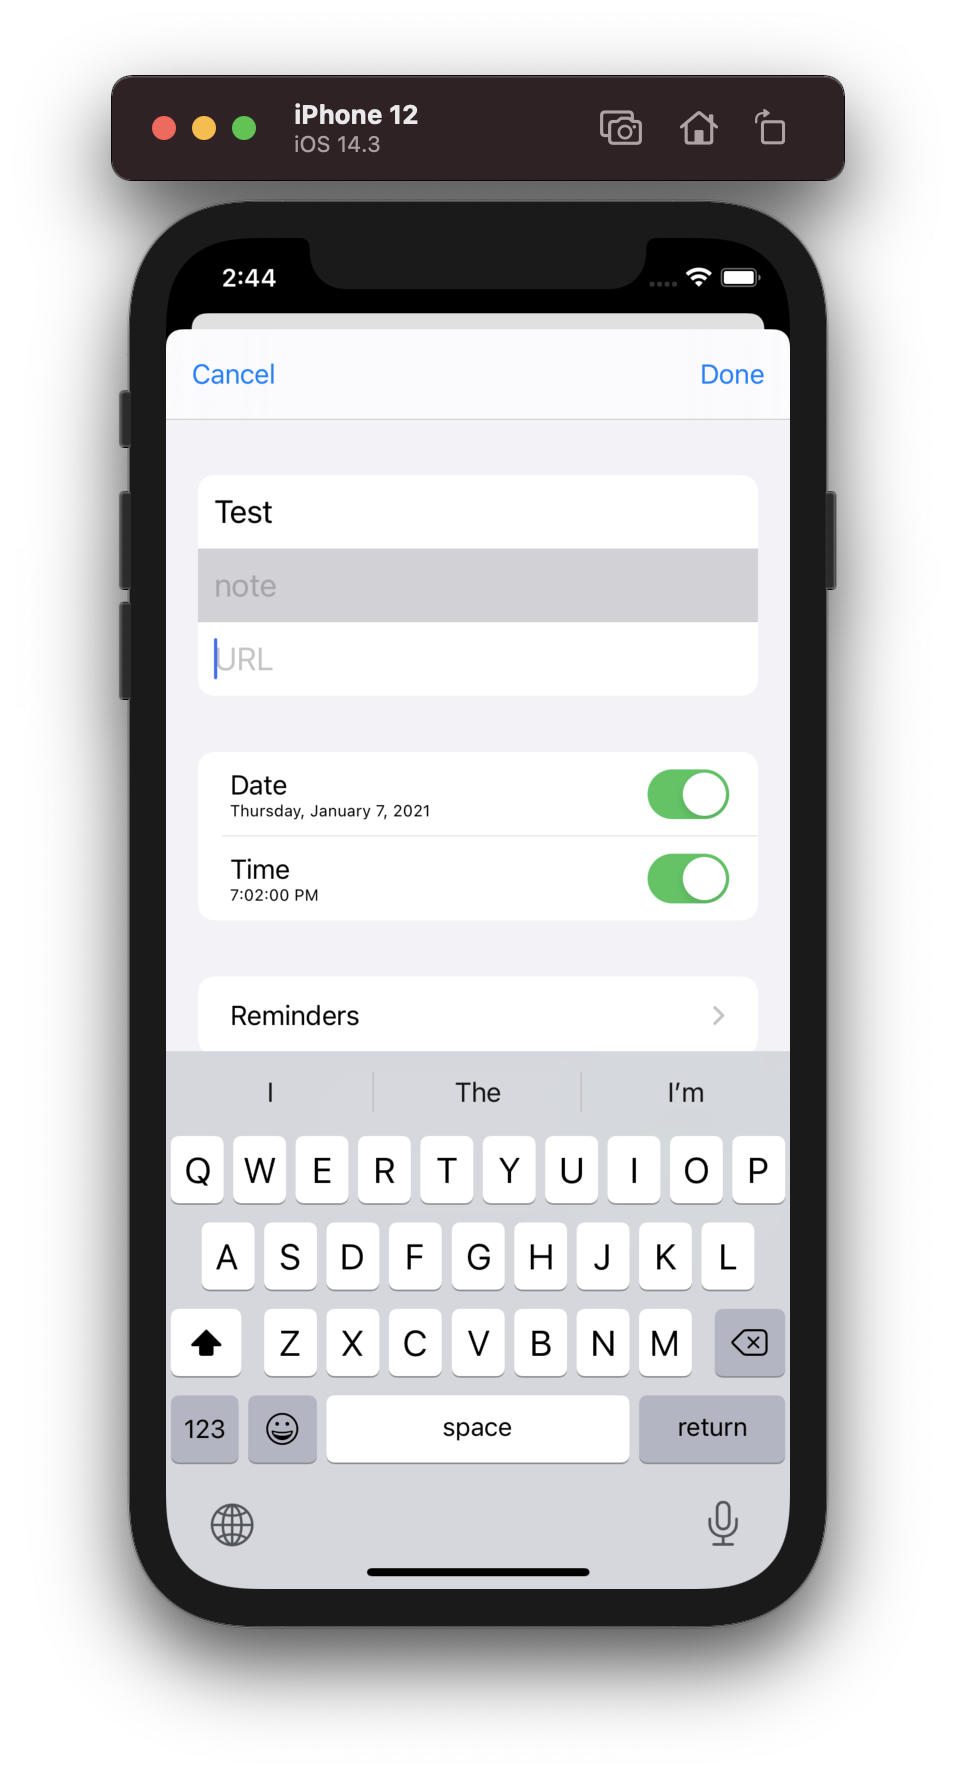 iPhone 12
iOS 14.3
2:44
Cancel
Done
Test
note
URL
Date
Thursday, January 7, 2021
Time
7:02:00 PM
Reminders
I The I’m
Q W E R T Y U I O P
A S D F G H J K L
Z X C V B N M
123 space return